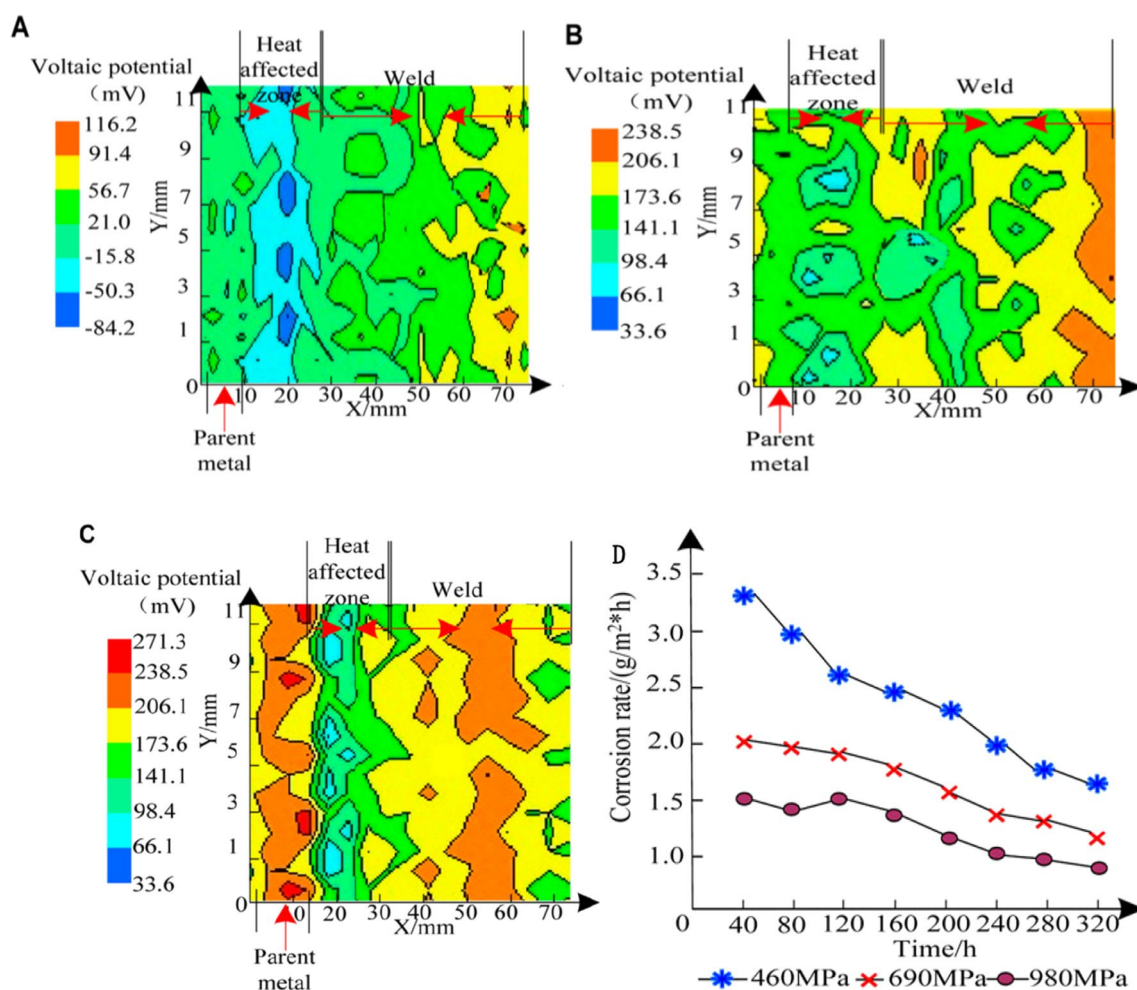 A
Heat
affected
zone
Weld
Voltaic potential
(mV)
116.2
91.4
56.7
21.0
-15.8
-50.3
-84.2
Y/mm
11
9
7
5
3
1
0
10 20 30 40 50 60 70
X/mm
Parent
metal
B
Heat
affected
zone
Weld
Voltaic potential
(mV)
238.5
206.1
173.6
141.1
98.4
66.1
33.6
Y/mm
11
9
7
5
3
1
0
10 20 30 40 50 60 70
X/mm
Parent
metal
C
Heat
affected
zone
Weld
Voltaic potential
(mV)
271.3
238.5
206.1
173.6
141.1
98.4
66.1
33.6
Y/mm
11
9
7
5
3
1
0
0 20 30 40 50 60 70
X/mm
Parent
metal
D
Corrosion rate/(g/m²*h)
3.5
3.0
2.5
2.0
1.5
1.0
0
40 80 120 160 200 240 280 320
Time/h
460MPa 690MPa 980MPa